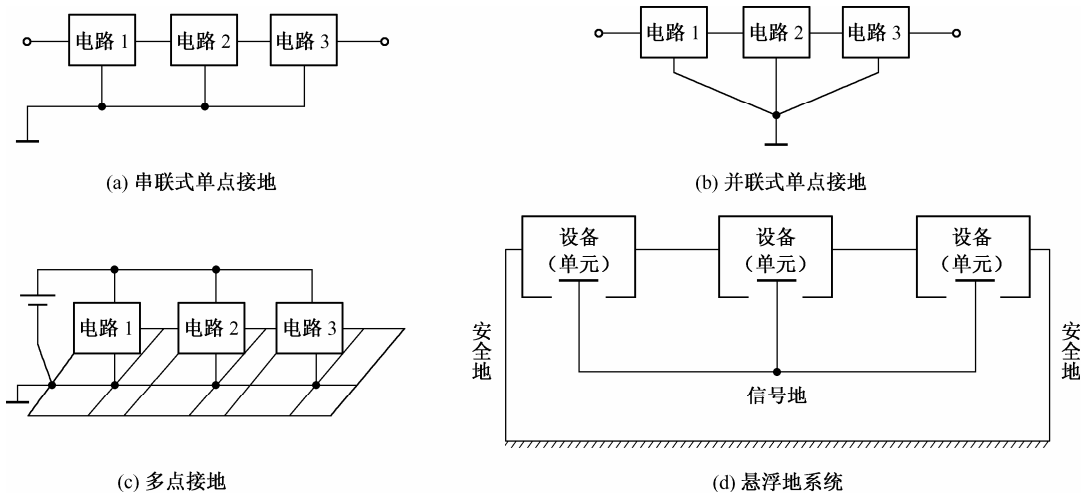 电路 1
电路 2
电路 3
(a) 串联式单点接地
电路 1
电路 2
电路 3
(b) 并联式单点接地
电路 1
电路 2
电路 3
(c) 多点接地
设备
（单元）
设备
（单元）
设备
（单元）
安全地
信号地
安全地
(d) 悬浮地系统